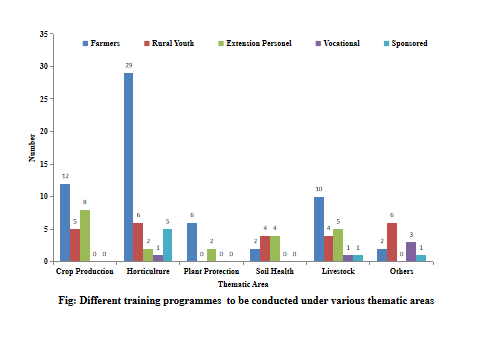 35
Farmers Rural Youth Extension Personel Vocational Sponsored
30
29
25
20
15
12
10
10
8
6 6 6
5
5 5 5
4 4 4
3
2 2 2 2
1 1 1 1
0 0 0 0 0 0 0 0
0
Number
Crop Production Horticulture Plant Protection Soil Health Livestock Others
Thematic Area
Fig: Different training programmes to be conducted under various thematic areas